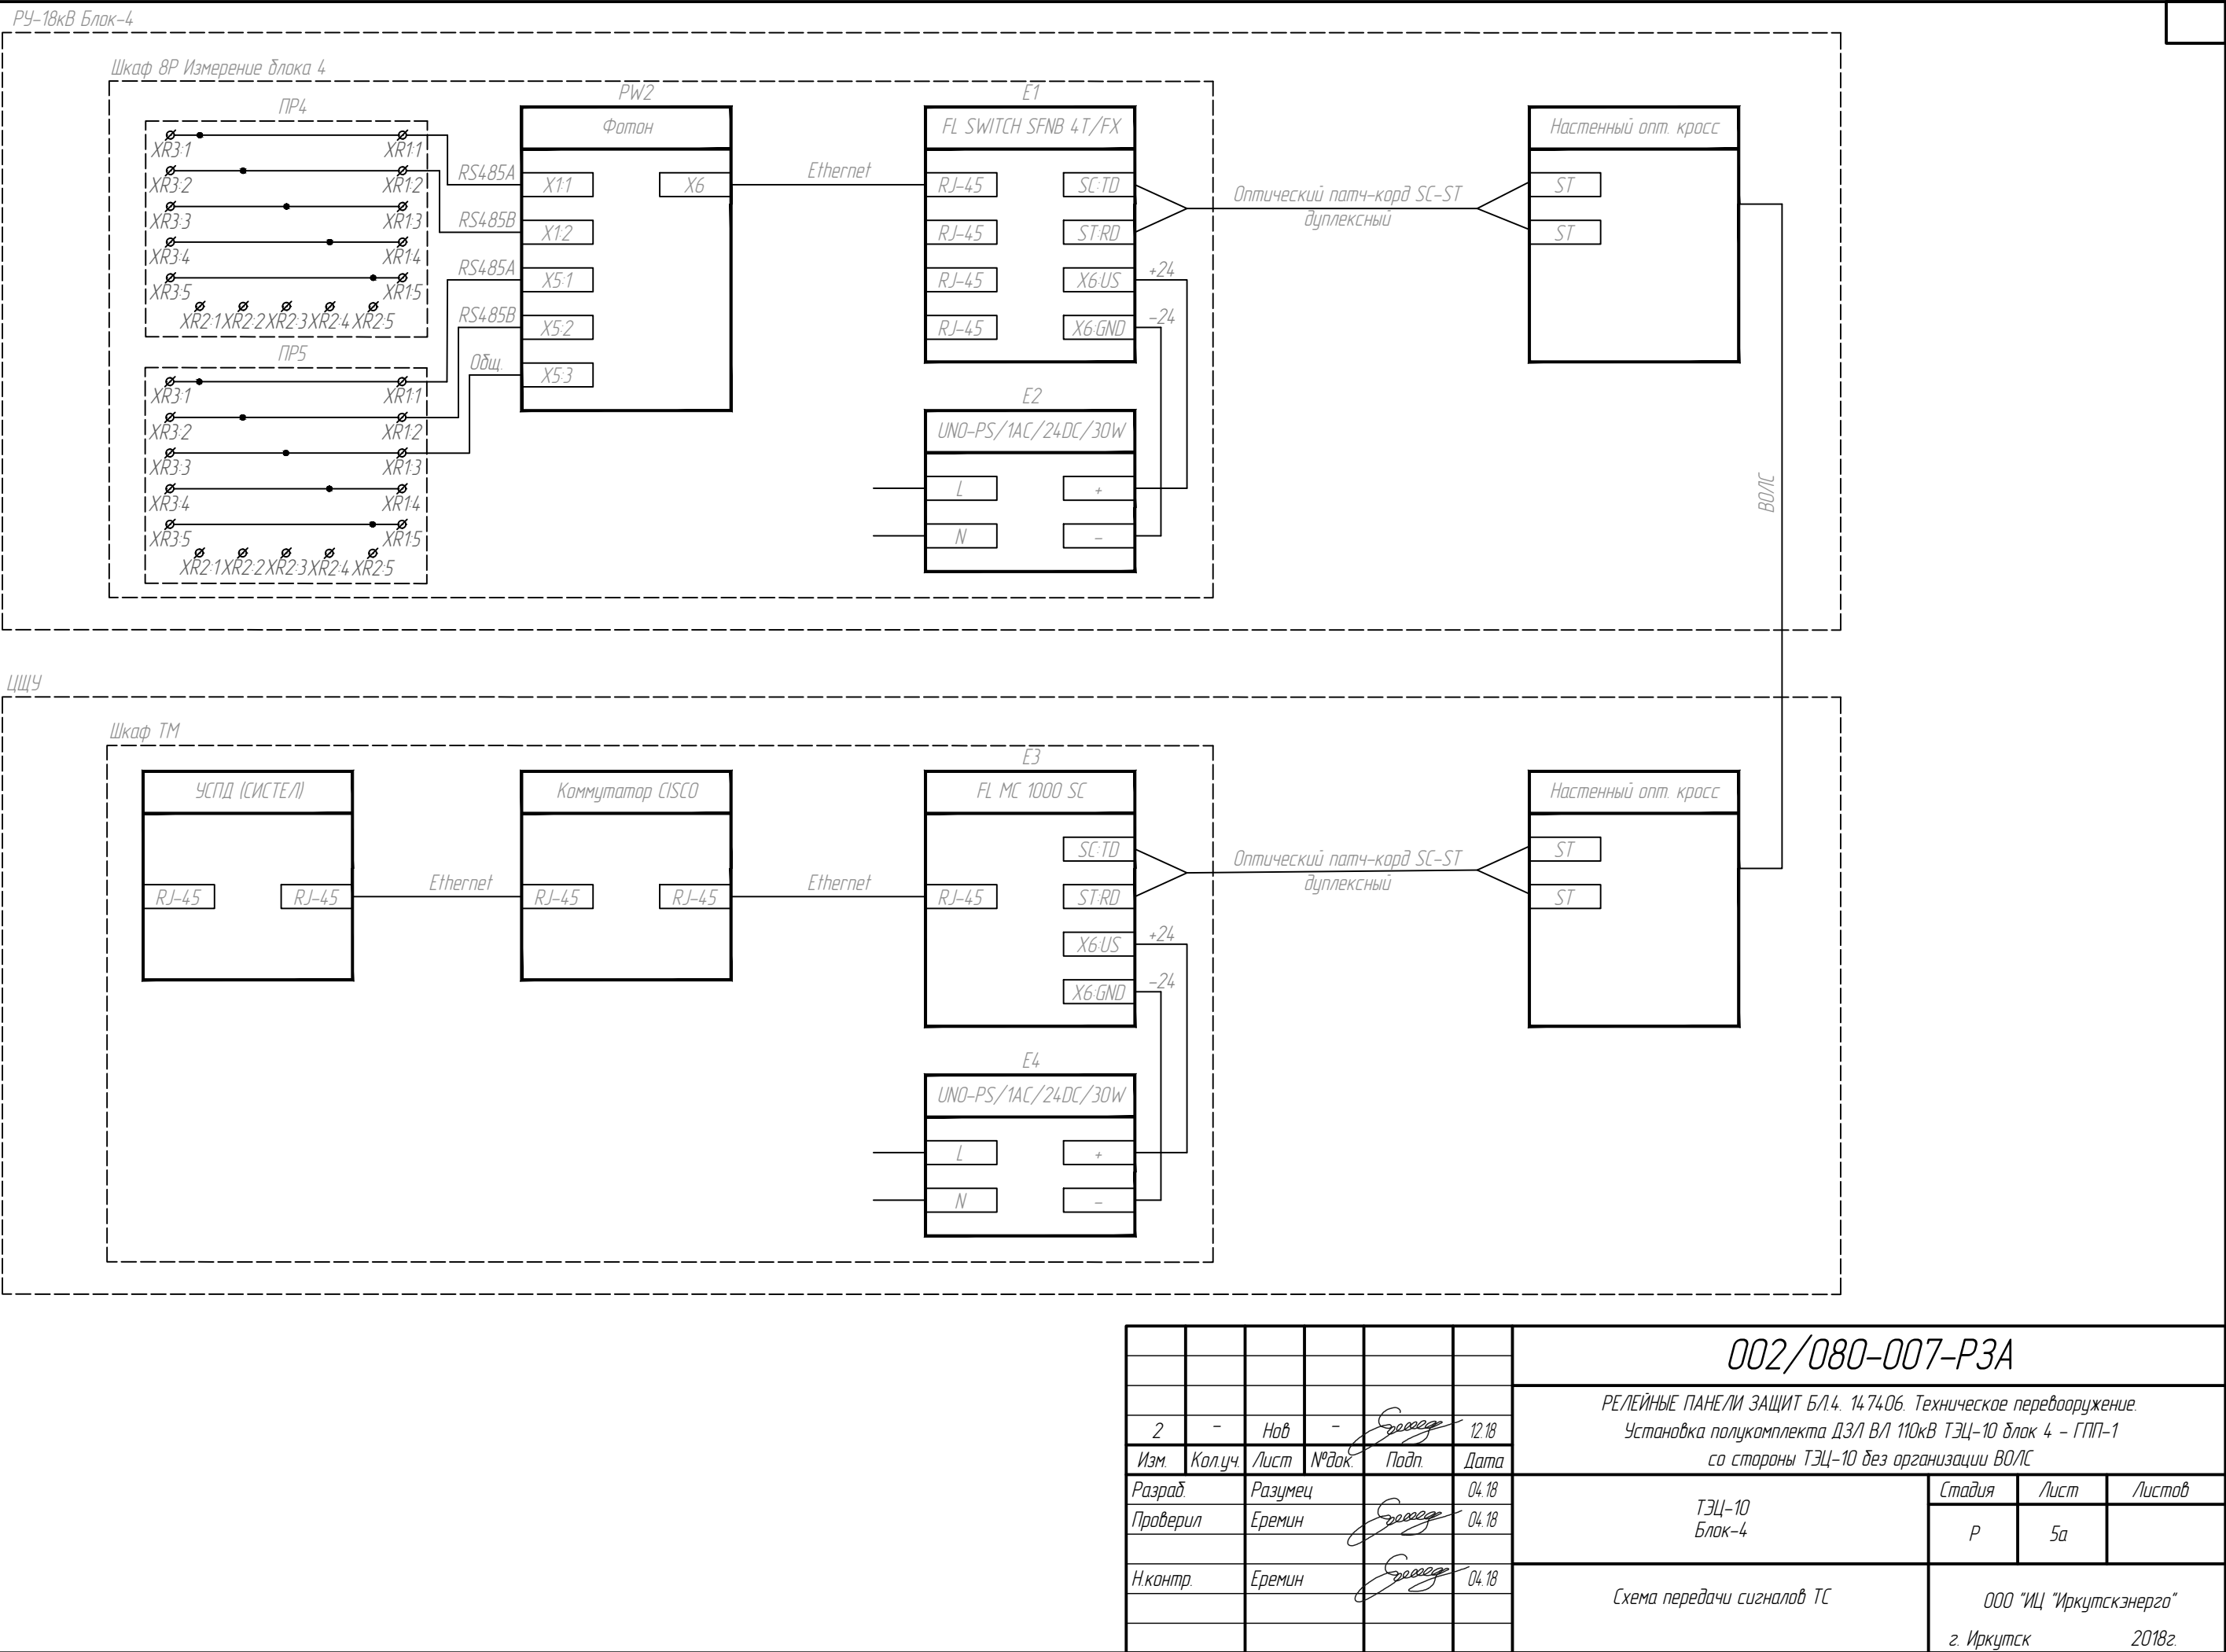 РУ-18кВ Блок-4
Шкаф 8Р Измерение блока 4
ПР4
XR3:1 XR1:1
XR3:2 XR1:2
XR3:3 XR1:3
XR3:4 XR1:4
XR3:5 XR1:5
XR2:1 XR2:2 XR2:3 XR2:4 XR2:5
ПР5
XR3:1 XR1:1
XR3:2 XR1:2
XR3:3 XR1:3
XR3:4 XR1:4
XR3:5 XR1:5
XR2:1 XR2:2 XR2:3 XR2:4 XR2:5
RS485A
RS485B
RS485A
RS485B
Общ.
PW2
Фотон
X1:1 X6
X1:2
X5:1
X5:2
X5:3
Ethernet
E1
FL SWITCH SFNB 4T/FX
RJ-45 SC:TD
RJ-45 ST:RD
RJ-45 X6:US
RJ-45 X6:GND
+24
-24
E2
UNO-PS/1AC/24DC/30W
L +
N -
Оптический патч-корд SC-ST
дуплексный
Настенный опт. кросс
ST
ST
ВОЛС
ЦЩУ
Шкаф ТМ
УСПД (СИСТЕЛ)
RJ-45 RJ-45
Ethernet
Коммутатор CISCO
RJ-45 RJ-45
Ethernet
E3
FL MC 1000 SC
SC:TD
RJ-45 ST:RD
X6:US
X6:GND
+24
-24
E4
UNO-PS/1AC/24DC/30W
L +
N -
Оптический патч-корд SC-ST
дуплексный
Настенный опт. кросс
ST
ST
002/080-007-РЗА
РЕЛЕЙНЫЕ ПАНЕЛИ ЗАЩИТ БЛ.4. 147406. Техническое перевооружение.
Установка полукомплекта ДЗЛ ВЛ 110кВ ТЭЦ-10 блок 4 - ГПП-1
со стороны ТЭЦ-10 без организации ВОЛС
2 - Нов - 12.18
Изм. Кол.уч. Лист №док. Подп. Дата
Разраб. Разумец 04.18
Проверил Еремин 04.18
Н.контр. Еремин 04.18
ТЭЦ-10
Блок-4
Стадия Лист Листов
Р 5а
Схема передачи сигналов ТС
ООО "ИЦ "Иркутскэнерго"
г. Иркутск 2018г.